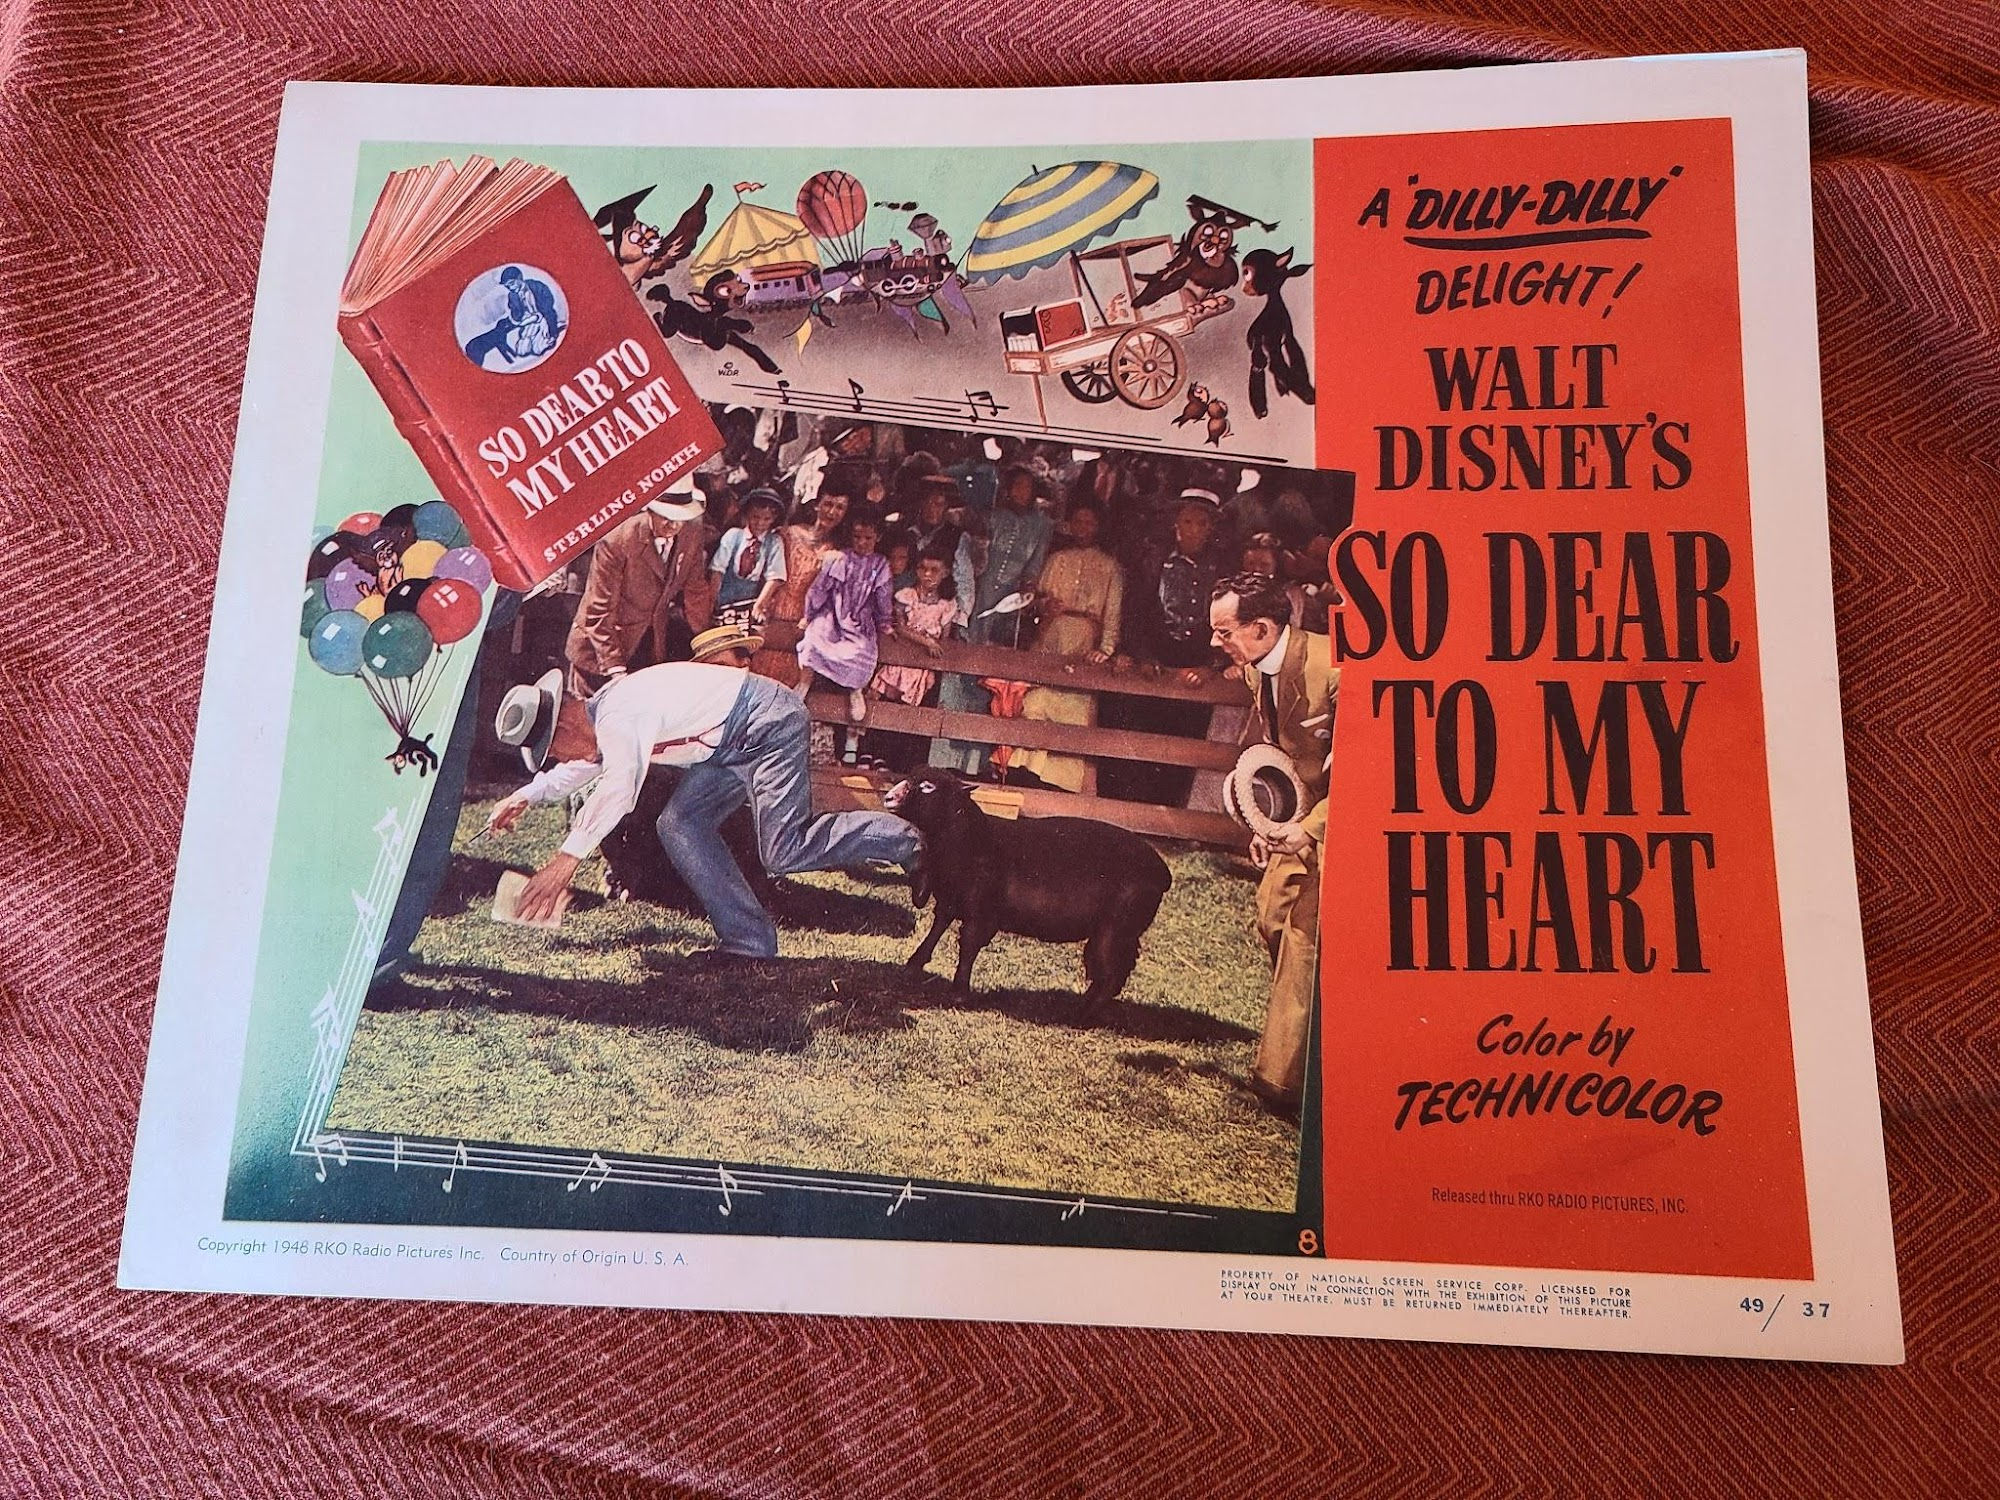 SO DEAR TO
MY HEART
STERLING NORTH
©
W.D.P.
A "DILLY-DILLY"
DELIGHT!
WALT
DISNEY'S
SO DEAR
TO MY
HEART
Color by
TECHNICOLOR
Released thru RKO RADIO PICTURES, INC.
8
Copyright 1948 RKO Radio Pictures Inc. Country of Origin U. S. A.
PROPERTY OF NATIONAL SCREEN SERVICE CORP. LICENSED FOR
DISPLAY ONLY IN CONNECTION WITH THE EXHIBITION OF THIS PICTURE
AT YOUR THEATRE. MUST BE RETURNED IMMEDIATELY THEREAFTER.
49/37